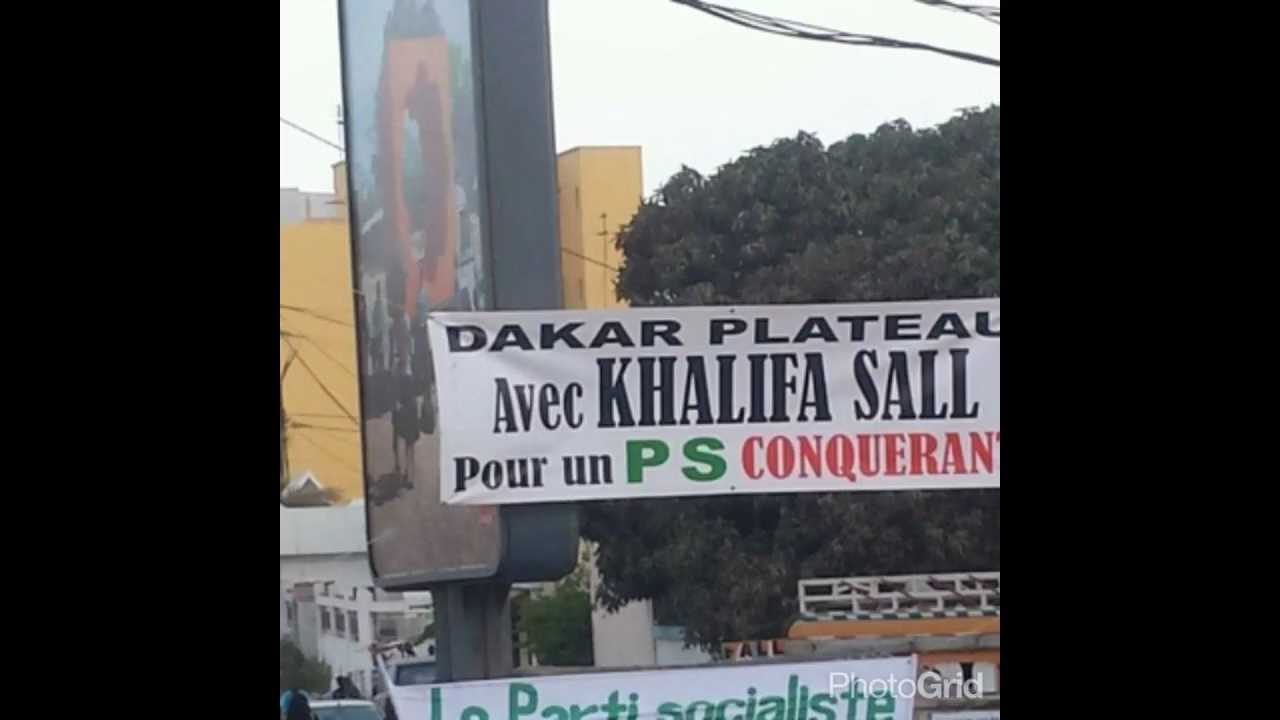 DAKAR PLATEAU
Avec KHALIFA SALL
Pour un PS CONQUERANT
Le Parti socialiste
PhotoGrid